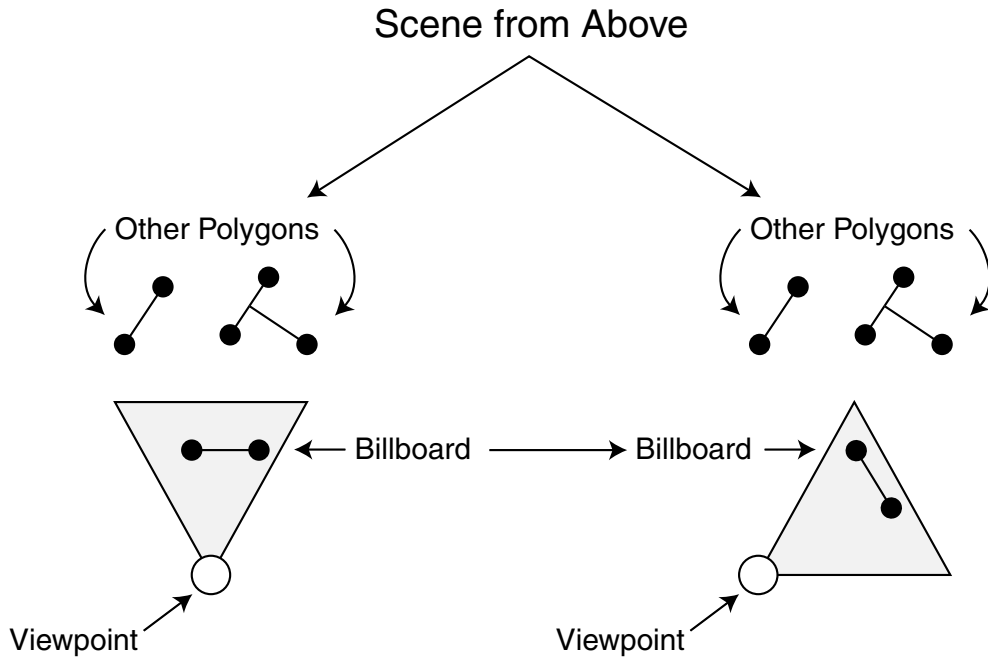 Scene from Above
Other Polygons
Other Polygons
Billboard
Billboard
Viewpoint
Viewpoint